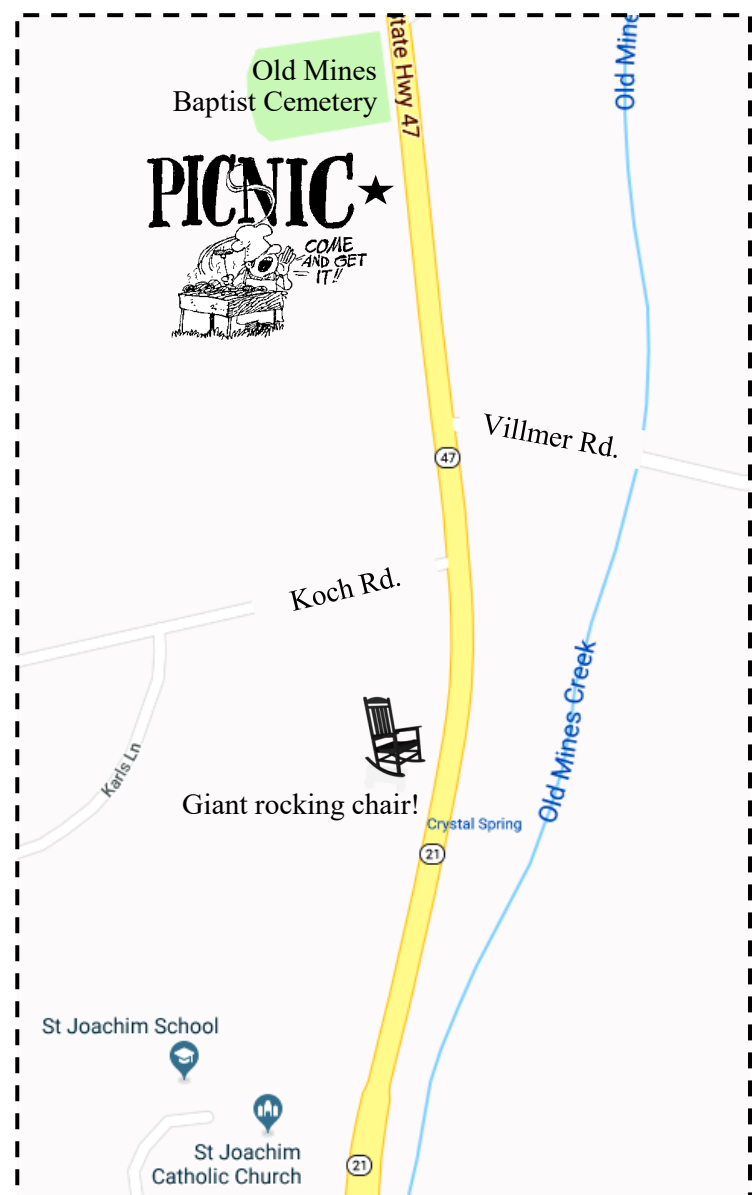 State Hwy 47
Old Mine
Old Mines
Baptist Cemetery
PICNIC★
COME
AND GET
IT!!
Villmer Rd.
47
Koch Rd.
Karls Ln
Old Mines Creek
Giant rocking chair!
Crystal Spring
21
St Joachim School
St Joachim
Catholic Church
21